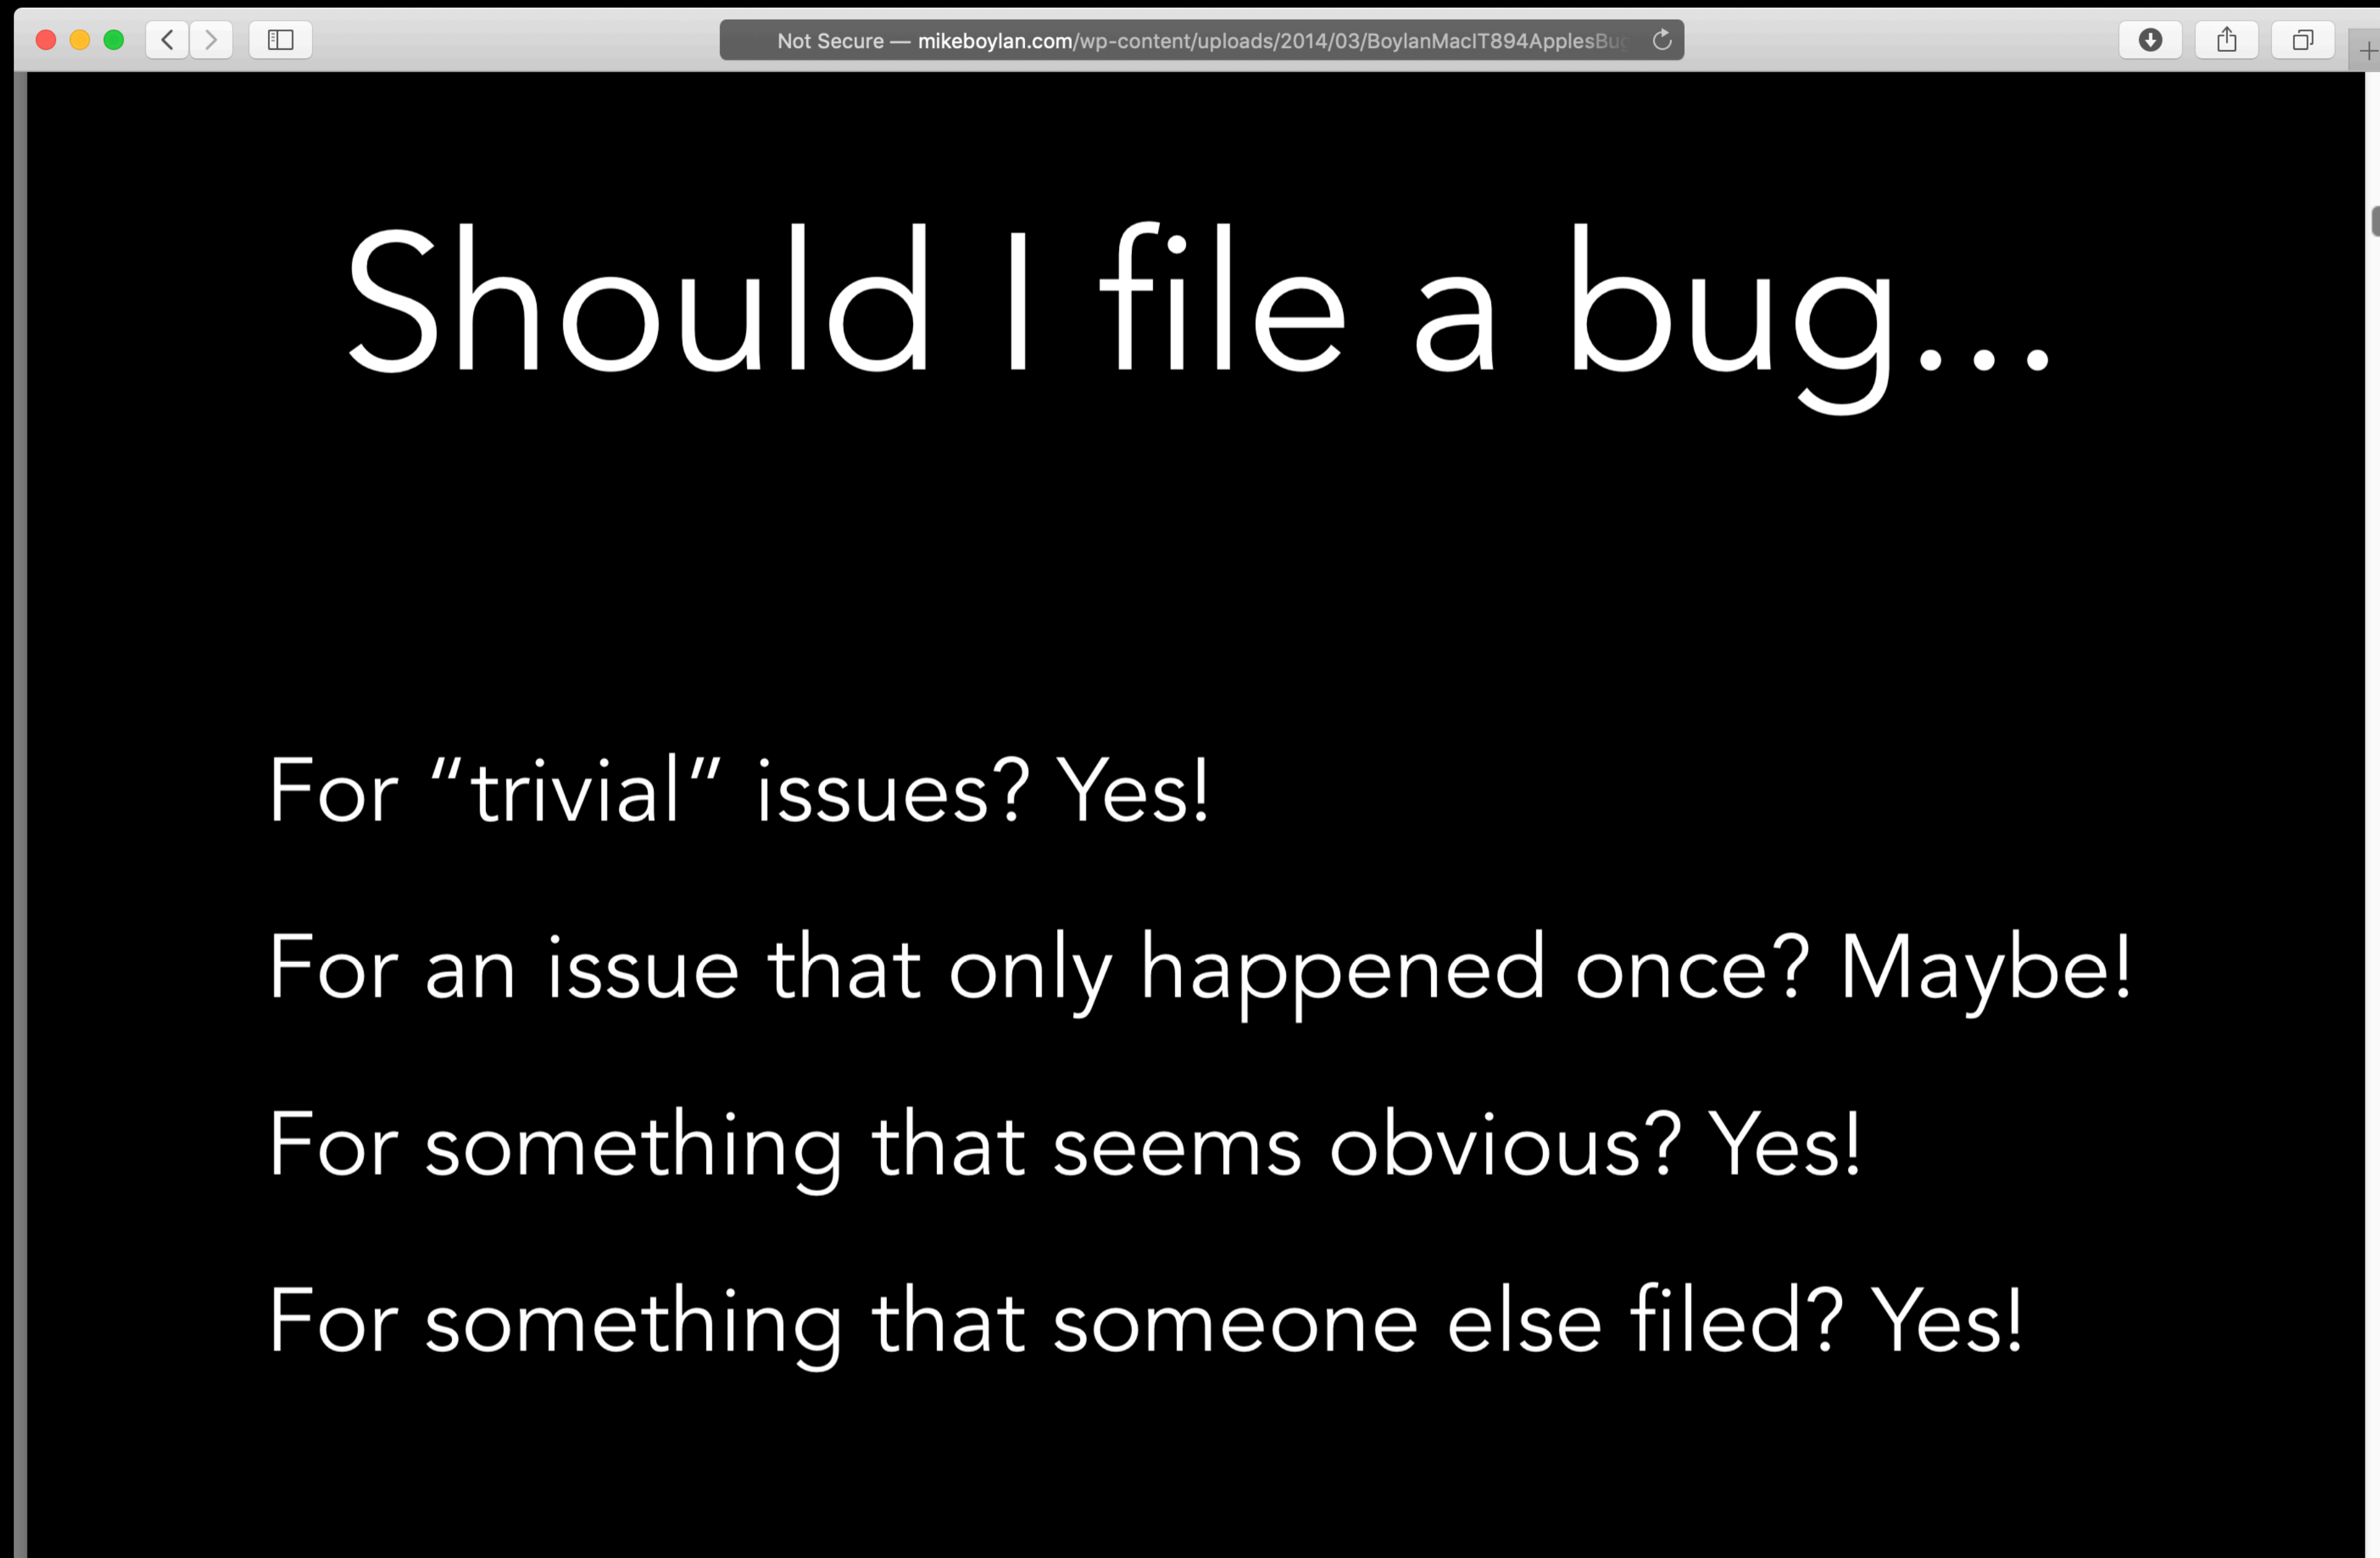 Not Secure — mikeboylan.com/wp-content/uploads/2014/03/BoylanMacIT894ApplesBug
Should I file a bug...
For “trivial” issues? Yes!
For an issue that only happened once? Maybe!
For something that seems obvious? Yes!
For something that someone else filed? Yes!